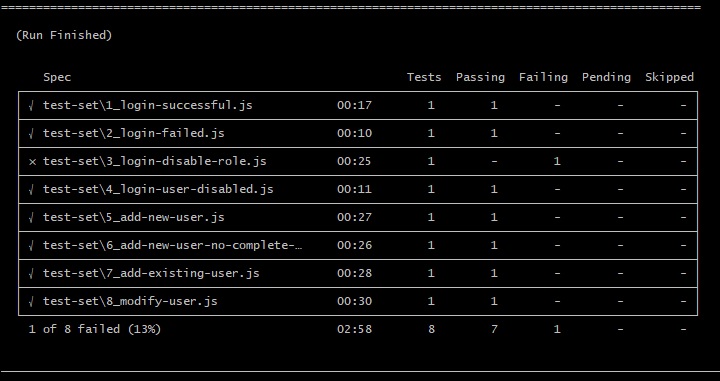 (Run Finished)
Spec Tests Passing Failing Pending Skipped
√ test-set\1_login-successful.js 00:17 1 1 - - -
√ test-set\2_login-failed.js 00:10 1 1 - - -
× test-set\3_login-disable-role.js 00:25 1 - 1 - -
√ test-set\4_login-user-disabled.js 00:11 1 1 - - -
√ test-set\5_add-new-user.js 00:27 1 1 - - -
√ test-set\6_add-new-user-no-complete-… 00:26 1 1 - - -
√ test-set\7_add-existing-user.js 00:28 1 1 - - -
√ test-set\8_modify-user.js 00:30 1 1 - - -
1 of 8 failed (13%) 02:58 8 7 1 - -